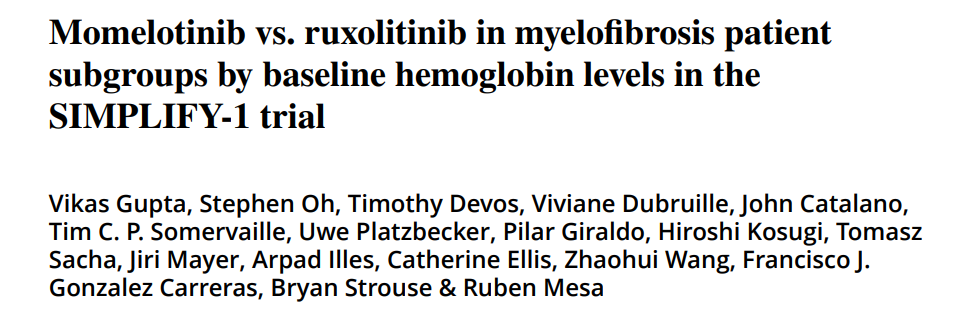 Momelotinib vs. ruxolitinib in myelofibrosis patient
subgroups by baseline hemoglobin levels in the
SIMPLIFY-1 trial
Vikas Gupta, Stephen Oh, Timothy Devos, Viviane Dubruille, John Catalano,
Tim C. P. Somervaille, Uwe Platzbecker, Pilar Giraldo, Hiroshi Kosugi, Tomasz
Sacha, Jiri Mayer, Arpad Illes, Catherine Ellis, Zhaohui Wang, Francisco J.
Gonzalez Carreras, Bryan Strouse & Ruben Mesa